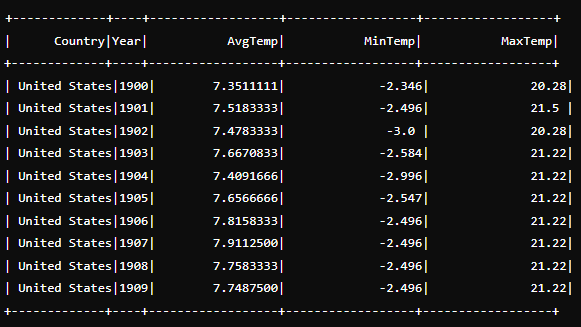 +-------------+----+-----------------+-----------------+-----------------+
|      Country|Year|          AvgTemp|          MinTemp|          MaxTemp|
+-------------+----+-----------------+-----------------+-----------------+
| United States|1900|        7.3511111|            -2.346|             20.28|
| United States|1901|        7.5183333|            -2.496|             21.5 |
| United States|1902|        7.4783333|             -3.0 |             20.28|
| United States|1903|        7.6670833|            -2.584|             21.22|
| United States|1904|        7.4091666|            -2.996|             21.22|
| United States|1905|        7.6566666|            -2.547|             21.22|
| United States|1906|        7.8158333|            -2.496|             21.22|
| United States|1907|        7.9112500|            -2.496|             21.22|
| United States|1908|        7.7583333|            -2.496|             21.22|
| United States|1909|        7.7487500|            -2.496|             21.22|
+-------------+----+-----------------+-----------------+-----------------+